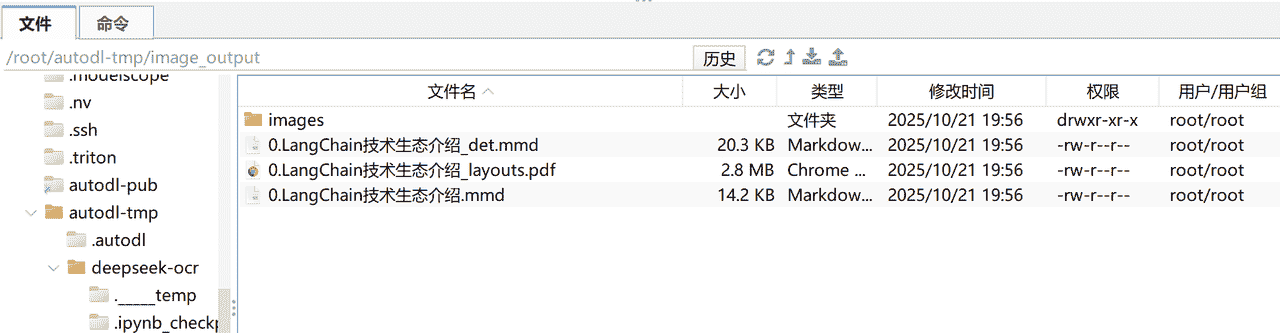 文件 命令
/root/autodl-tmp/image_output 历史
.modelscope
.nv
.ssh
.triton
autodl-pub
autodl-tmp
.autodl
deepseek-ocr
._____temp
.ipynb_checkp
文件名 大小 类型 修改时间 权限 用户/用户组
images 文件夹 2025/10/21 19:56 drwxr-xr-x root/root
0.LangChain技术生态介绍_det.mmd 20.3 KB Markdow... 2025/10/21 19:56 -rw-r--r-- root/root
0.LangChain技术生态介绍_layouts.pdf 2.8 MB Chrome ... 2025/10/21 19:56 -rw-r--r-- root/root
0.LangChain技术生态介绍.mmd 14.2 KB Markdow... 2025/10/21 19:56 -rw-r--r-- root/root